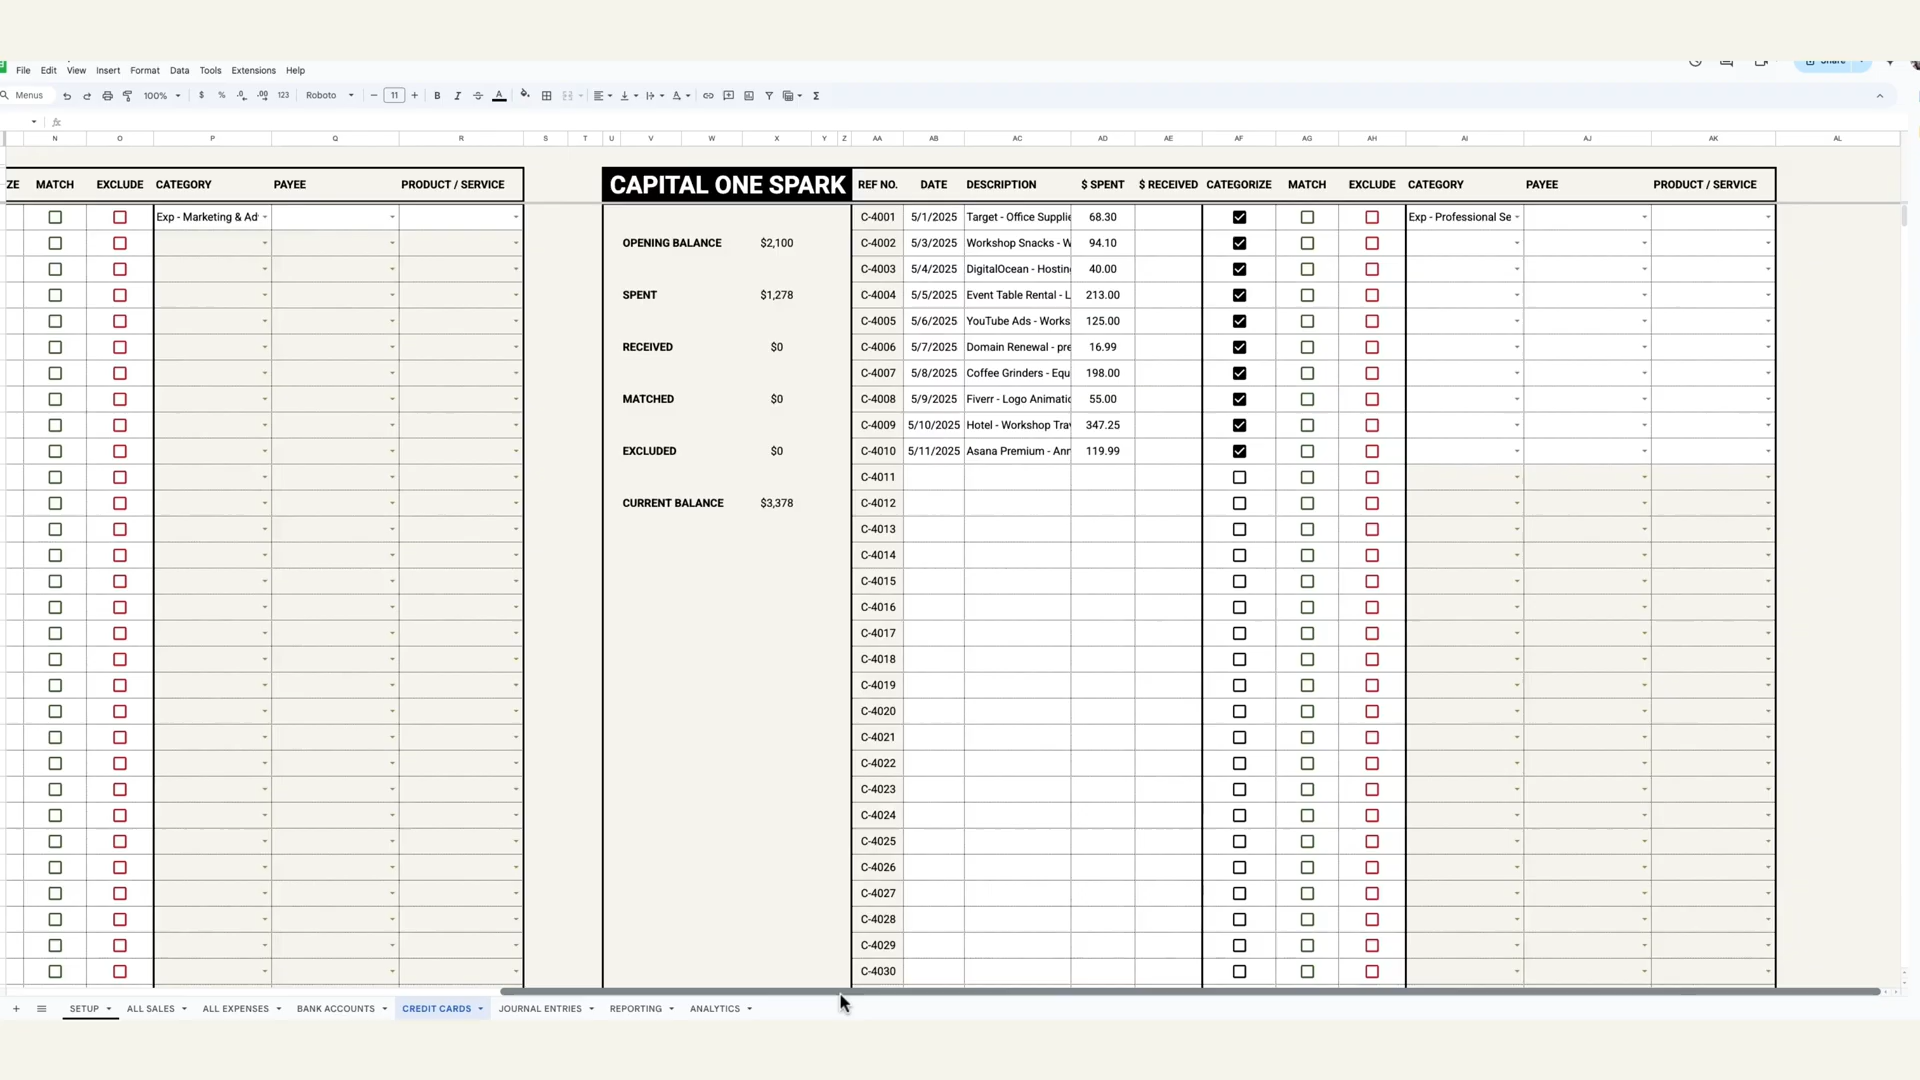 File Edit View Insert Format Data Tools Extensions Help
Menus 100% $ % .0 .00 123 Roboto 11 B I A
fx
N O P Q R S T U V W X Y Z AA AB AC AD AE AF AG AH AI AJ AK AL
ZE MATCH EXCLUDE CATEGORY PAYEE PRODUCT / SERVICE CAPITAL ONE SPARK REF NO. DATE DESCRIPTION $ SPENT $ RECEIVED CATEGORIZE MATCH EXCLUDE CATEGORY PAYEE PRODUCT / SERVICE
Exp - Marketing & Ad C-4001 5/1/2025 Target - Office Supplie 68.30 Exp - Professional Se
OPENING BALANCE $2,100 C-4002 5/3/2025 Workshop Snacks - W 94.10
C-4003 5/4/2025 DigitalOcean - Hostin 40.00
SPENT $1,278 C-4004 5/5/2025 Event Table Rental - L 213.00
C-4005 5/6/2025 YouTube Ads - Works 125.00
RECEIVED $0 C-4006 5/7/2025 Domain Renewal - pre 16.99
C-4007 5/8/2025 Coffee Grinders - Equ 198.00
MATCHED $0 C-4008 5/9/2025 Fiverr - Logo Animatic 55.00
C-4009 5/10/2025 Hotel - Workshop Trav 347.25
EXCLUDED $0 C-4010 5/11/2025 Asana Premium - Ann 119.99
C-4011
CURRENT BALANCE $3,378 C-4012
C-4013
C-4014
C-4015
C-4016
C-4017
C-4018
C-4019
C-4020
C-4021
C-4022
C-4023
C-4024
C-4025
C-4026
C-4027
C-4028
C-4029
C-4030
SETUP ALL SALES ALL EXPENSES BANK ACCOUNTS CREDIT CARDS JOURNAL ENTRIES REPORTING ANALYTICS